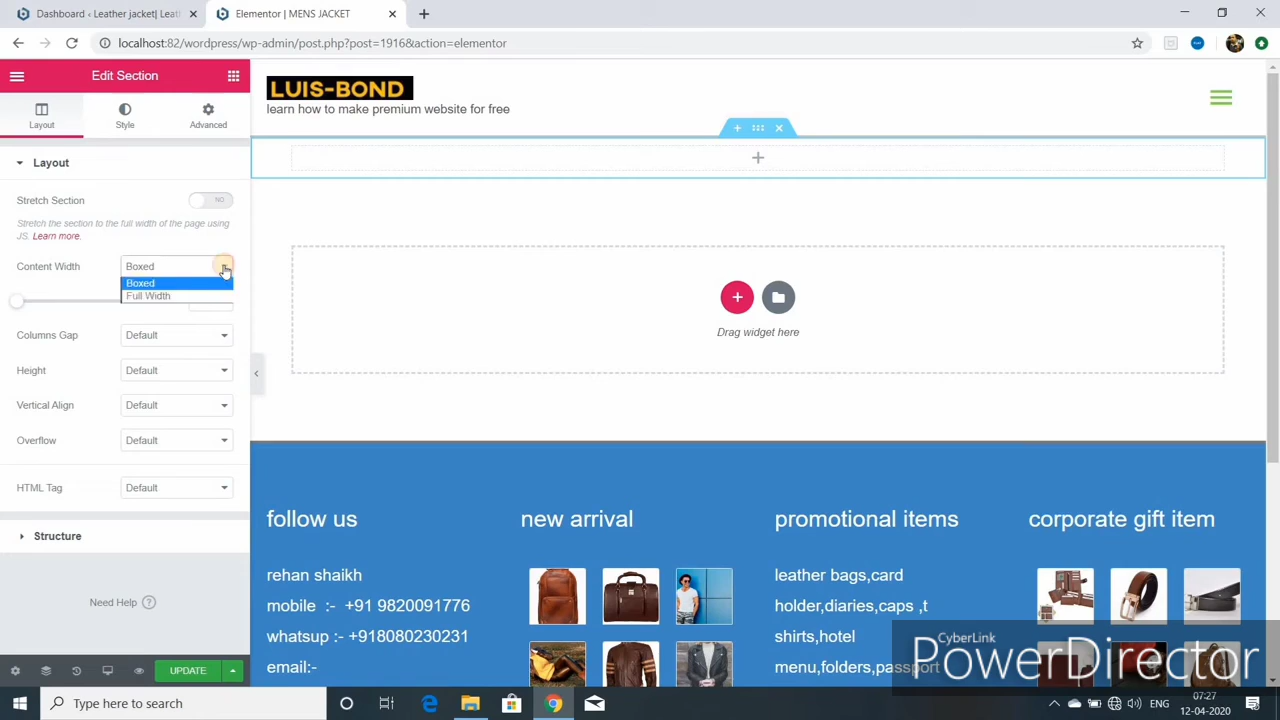 Dashboard ‹ Leather jacket| Leat
Elementor | MENS JACKET
localhost:82/wordpress/wp-admin/post.php?post=1916&action=elementor
Edit Section
Layout
Style
Advanced
Layout
Stretch Section
NO
Stretch the section to the full width of the page using
JS. Learn more.
Content Width
Boxed
Boxed
Full Width
Columns Gap
Default
Height
Default
Vertical Align
Default
Overflow
Default
HTML Tag
Default
Structure
Need Help
UPDATE
LUIS-BOND
learn how to make premium website for free
Drag widget here
follow us
rehan shaikh
mobile :- +91 9820091776
whatsup :- +918080230231
email:-
new arrival
promotional items
leather bags,card
holder,diaries,caps ,t
shirts,hotel
menu,folders,passport
corporate gift item
CyberLink
PowerDirector
Type here to search
ENG
07:27
12-04-2020